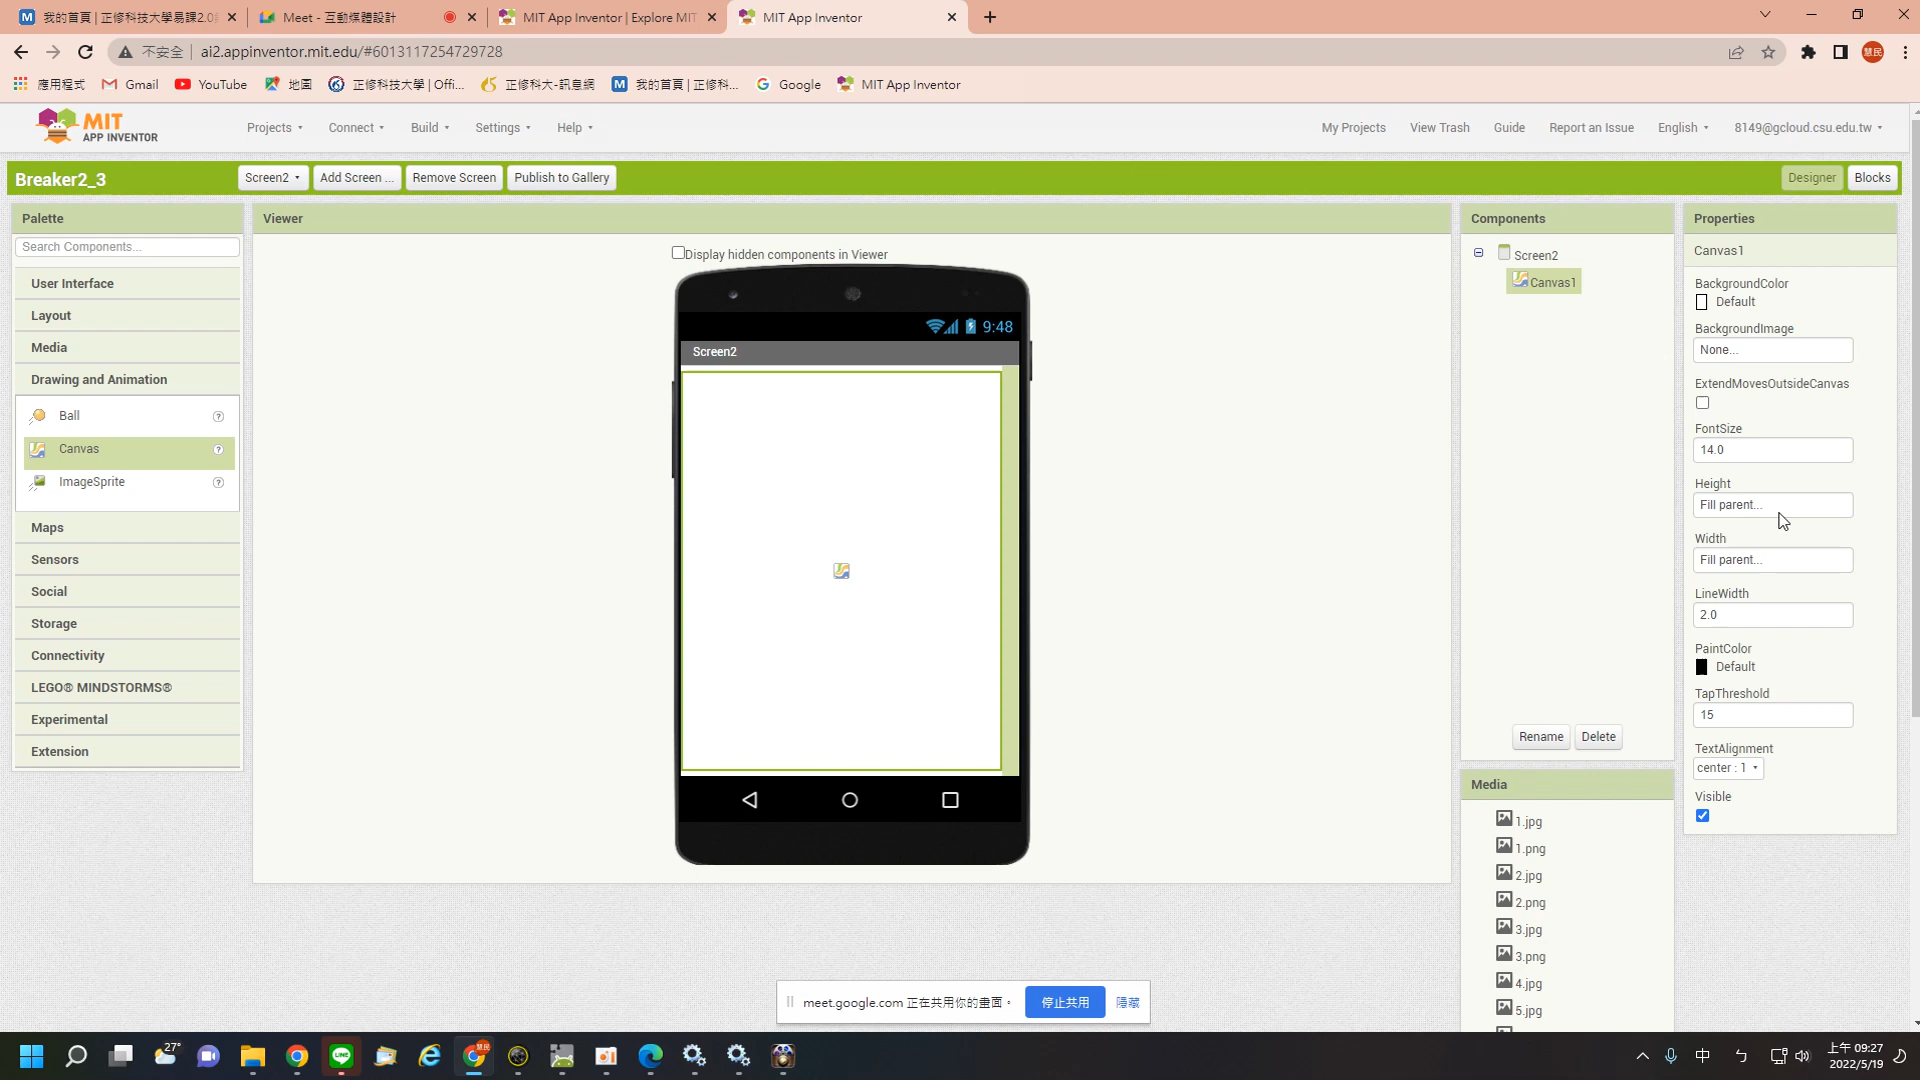 我的首頁 | 正修科技大學易課2.0
Meet - 互動媒體設計
MIT App Inventor | Explore MIT
MIT App Inventor
不安全
ai2.appinventor.mit.edu/#6013117254729728
慧民
應用程式
Gmail
YouTube
地圖
正修科技大學 | Offi...
正修科大-訊息網
我的首頁 | 正修科...
Google
MIT App Inventor
MIT
APP INVENTOR
Projects
Connect
Build
Settings
Help
My Projects
View Trash
Guide
Report an Issue
English
8149@gcloud.csu.edu.tw
Breaker2_3
Screen2
Add Screen ...
Remove Screen
Publish to Gallery
Designer
Blocks
Palette
Search Components...
User Interface
Layout
Media
Drawing and Animation
Ball
Canvas
ImageSprite
Maps
Sensors
Social
Storage
Connectivity
LEGO® MINDSTORMS®
Experimental
Extension
Viewer
Display hidden components in Viewer
9:48
Screen2
Components
Screen2
Canvas1
Rename
Delete
Media
1.jpg
1.png
2.jpg
2.png
3.jpg
3.png
4.jpg
5.jpg
Properties
Canvas1
BackgroundColor
Default
BackgroundImage
None...
ExtendMovesOutsideCanvas
FontSize
14.0
Height
Fill parent...
Width
Fill parent...
LineWidth
2.0
PaintColor
Default
TapThreshold
15
TextAlignment
center : 1
Visible
meet.google.com 正在共用你的畫面。
停止共用
隱藏
27°
LINE
中
ㄅ
上午 09:27
2022/5/19